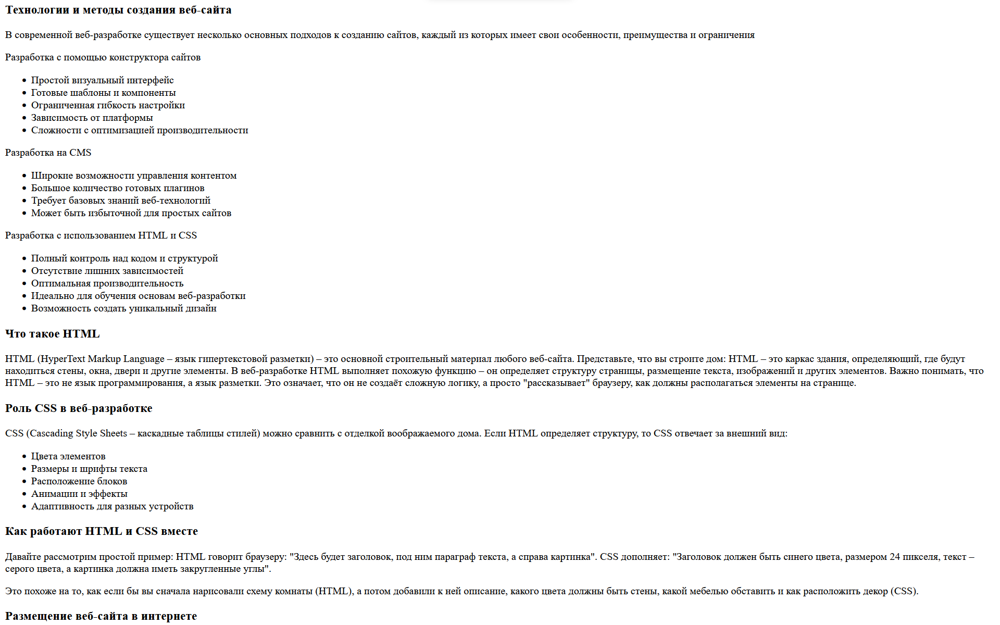 Технологии и методы создания веб-сайта
В современной веб-разработке существует несколько основных подходов к созданию сайтов, каждый из которых имеет свои особенности, преимущества и ограничения
Разработка с помощью конструктора сайтов
• Простой визуальный интерфейс
• Готовые шаблоны и компоненты
• Ограниченная гибкость настройки
• Зависимость от платформы
• Сложности с оптимизацией производительности
Разработка на CMS
• Широкие возможности управления контентом
• Большое количество готовых плагинов
• Требует базовых знаний веб-технологий
• Может быть избыточной для простых сайтов
Разработка с использованием HTML и CSS
• Полный контроль над кодом и структурой
• Отсутствие лишних зависимостей
• Оптимальная производительность
• Идеально для обучения основам веб-разработки
• Возможность создать уникальный дизайн
Что такое HTML
HTML (HyperText Markup Language – язык гипертекстовой разметки) – это основной строительный материал любого веб-сайта. Представьте, что вы строите дом: HTML – это каркас здания, определяющий, где будут
находиться стены, окна, двери и другие элементы. В веб-разработке HTML выполняет похожую функцию – он определяет структуру страницы, размещение текста, изображений и других элементов. Важно понимать, что
HTML – это не язык программирования, а язык разметки. Это означает, что он не создаёт сложную логику, а просто "рассказывает" браузеру, как должны располагаться элементы на странице.
Роль CSS в веб-разработке
CSS (Cascading Style Sheets – каскадные таблицы стилей) можно сравнить с отделкой воображаемого дома. Если HTML определяет структуру, то CSS отвечает за внешний вид:
• Цвета элементов
• Размеры и шрифты текста
• Расположение блоков
• Анимации и эффекты
• Адаптивность для разных устройств
Как работают HTML и CSS вместе
Давайте рассмотрим простой пример: HTML говорит браузеру: "Здесь будет заголовок, под ним параграф текста, а справа картинка". CSS дополняет: "Заголовок должен быть синего цвета, размером 24 пикселя, текст –
серого цвета, а картинка должна иметь закругленные углы".
Это похоже на то, как если бы вы сначала нарисовали схему комнаты (HTML), а потом добавили к ней описание, какого цвета должны быть стены, какой мебелью обставить и как расположить декор (CSS).
Размещение веб-сайта в интернете